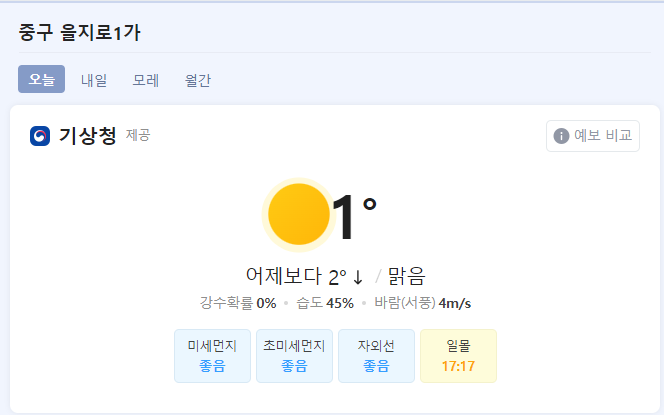 중구 을지로1가
오늘 내일 모레 월간
기상청 제공
예보 비교
1°
어제보다 2° ↓ / 맑음
강수확률 0% • 습도 45% • 바람(서풍) 4m/s
미세먼지 초미세먼지 자외선 일몰
좋음 좋음 좋음 17:17